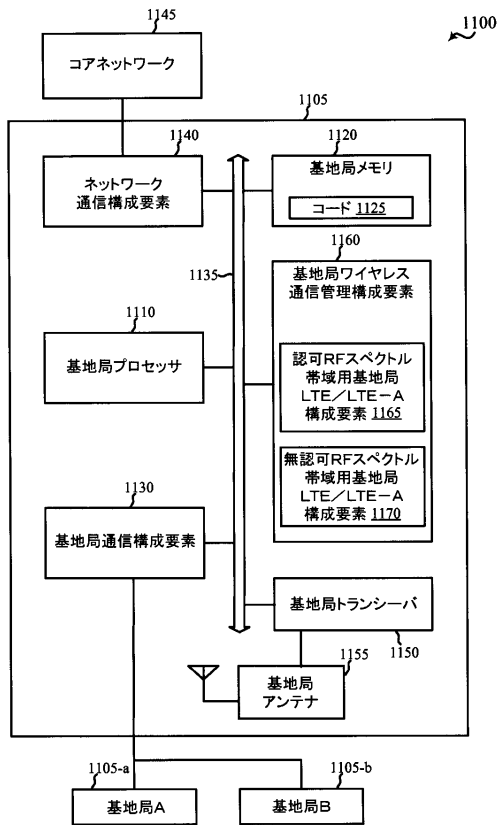 1100
1145
コアネットワーク
1105
1140
ネットワーク
通信構成要素
1120
基地局メモリ
コード 1125
1135
1160
基地局ワイヤレス
通信管理構成要素
1110
基地局プロセッサ
認可RFスペクトル
帯域用基地局
LTE/LTE-A
構成要素 1165
無認可RFスペクトル
帯域用基地局
LTE/LTE-A
構成要素 1170
1130
基地局通信構成要素
基地局トランシーバ
1150
1155
基地局
アンテナ
1105-a
基地局A
1105-b
基地局B